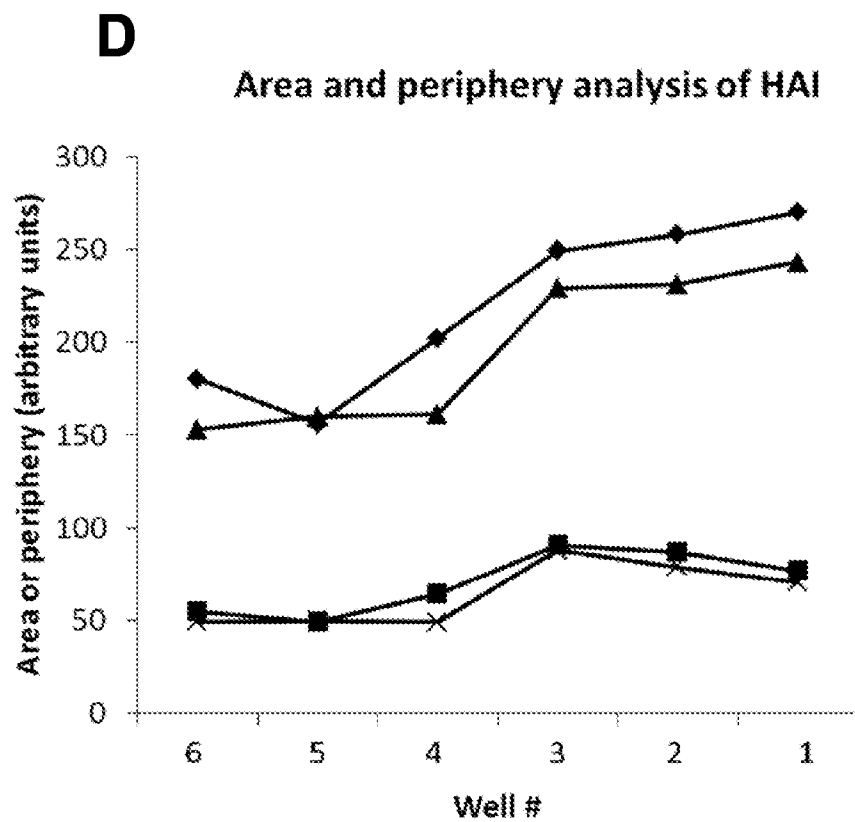 D
Area and periphery analysis of HAI
Area or periphery (arbitrary units)
300
250
200
150
100
50
0
6 5 4 3 2 1
Well #